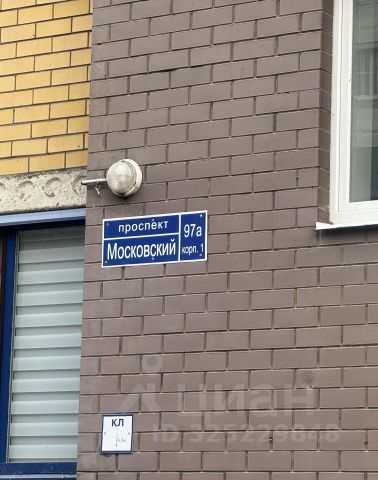 проспект
Московский
97а
корп. 1
КЛ
циан
ID 325229848